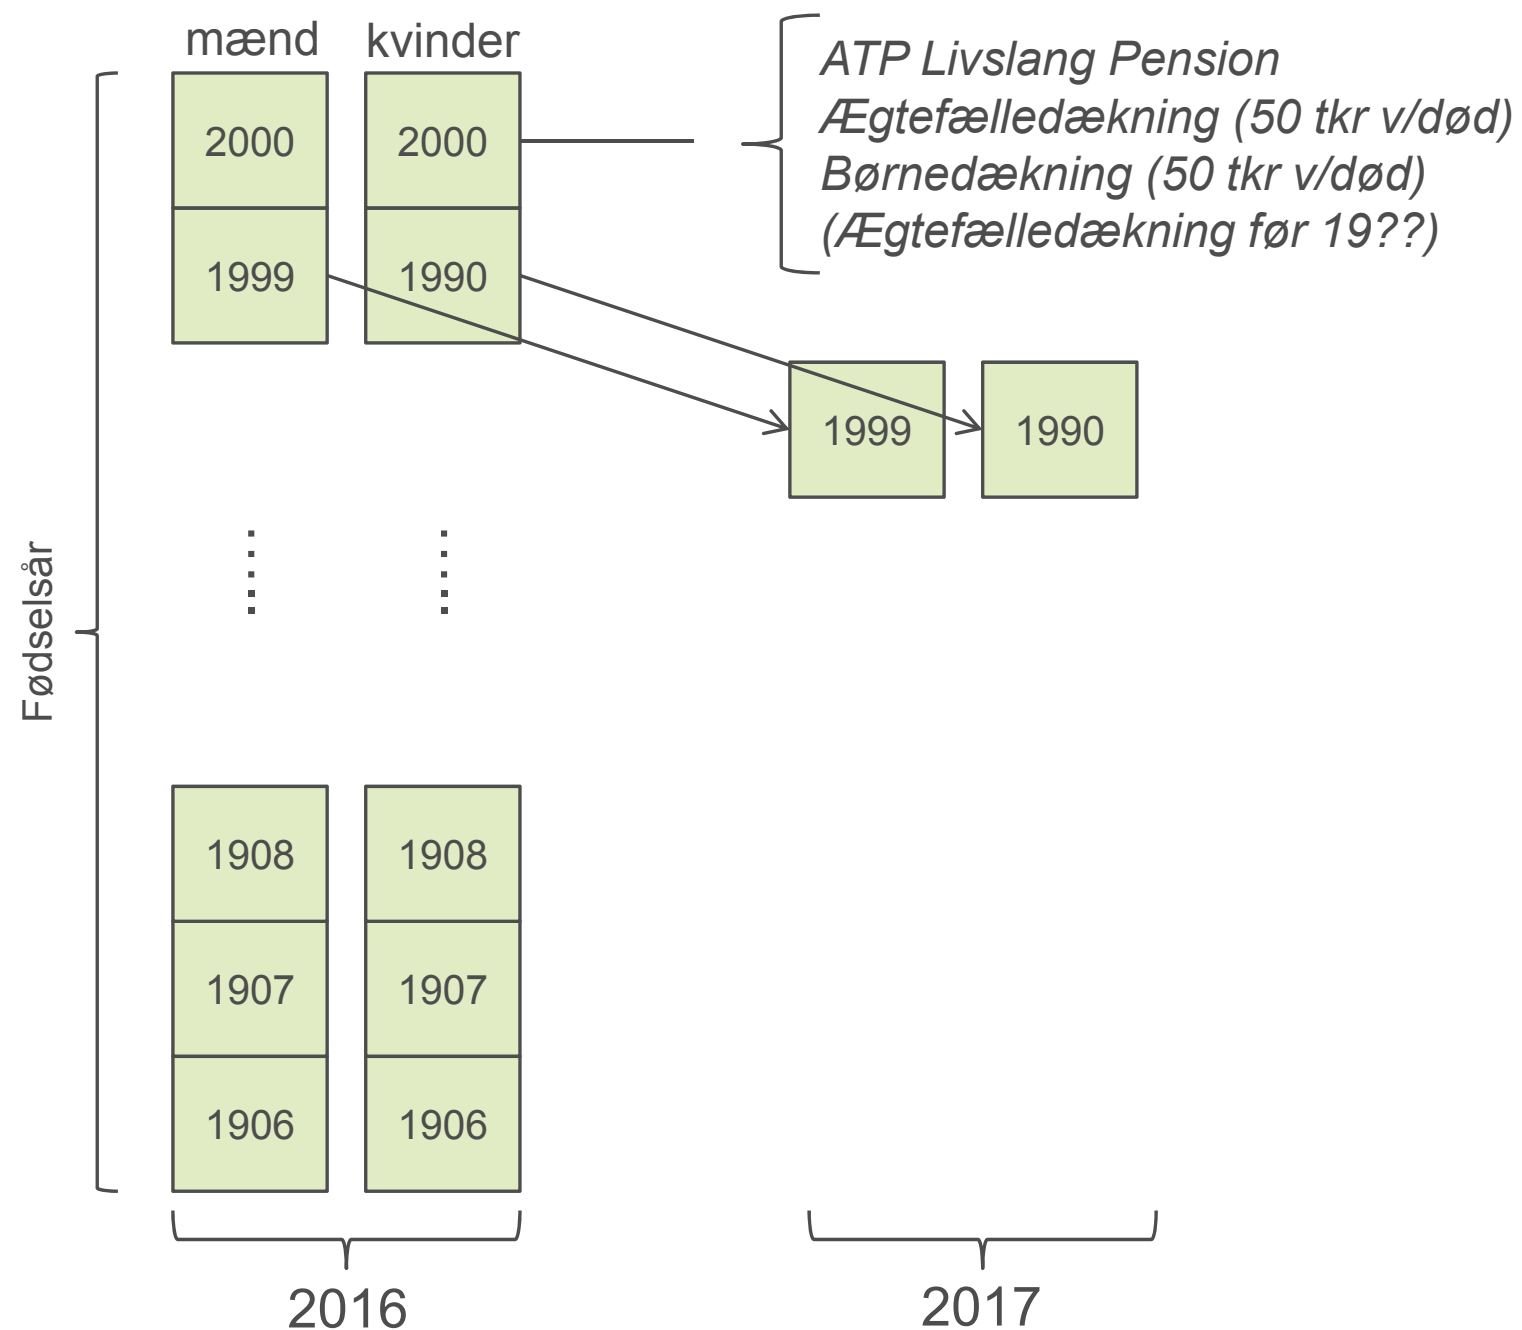 mænd kvinder
ATP Livslang Pension
Ægtefælledækning (50 tkr v/død)
Børnedækning (50 tkr v/død)
(Ægtefælledækning før 19??)
2000 2000
1999 1990
1999 1990
Fødselsår
1908 1908
1907 1907
1906 1906
2016 2017